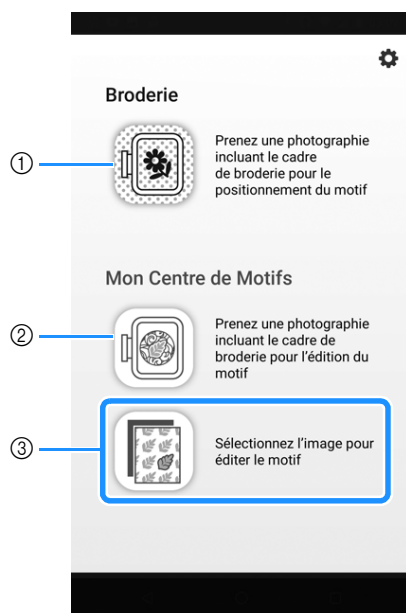 Broderie
①
Prenez une photographie
incluant le cadre
de broderie pour le
positionnement du motif
Mon Centre de Motifs
②
Prenez une photographie
incluant le cadre de
broderie pour l'édition du
motif
③
Sélectionnez l'image pour
éditer le motif